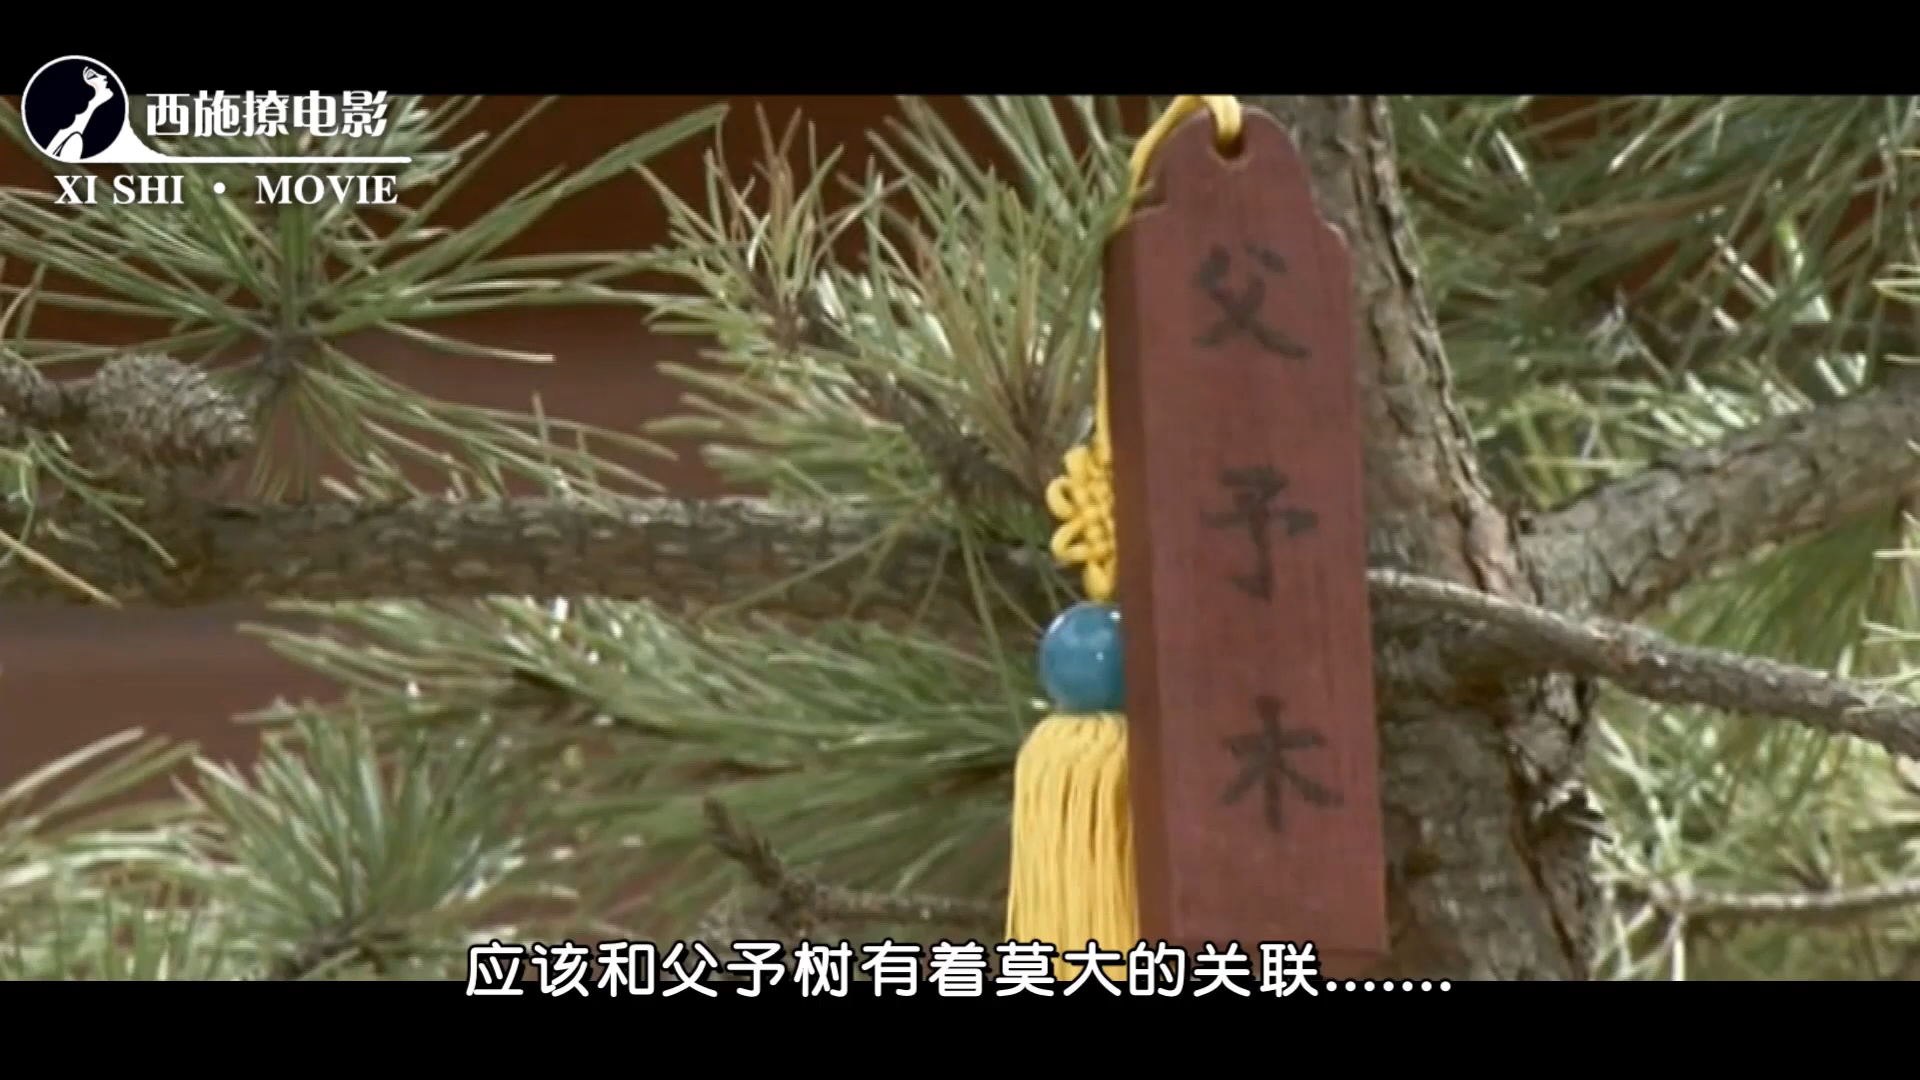 西施撩电影
XI SHI · MOVIE
父予木
应该和父予树有着莫大的关联.......